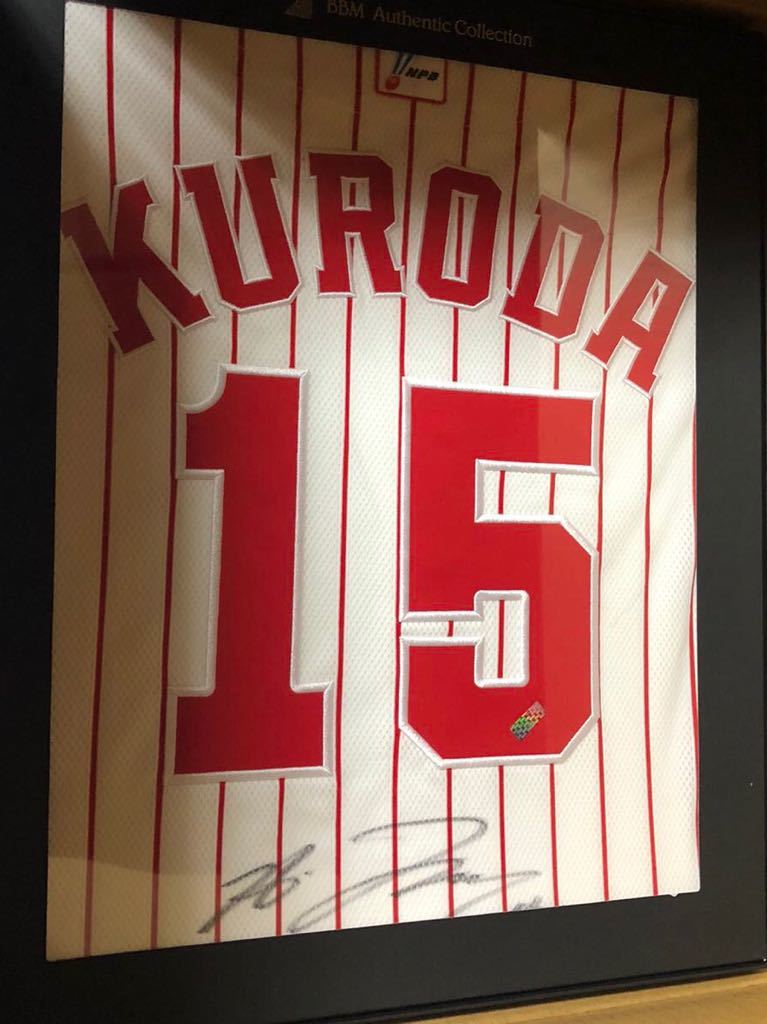 BBM Authentic Collection
NPB
KURODA
15